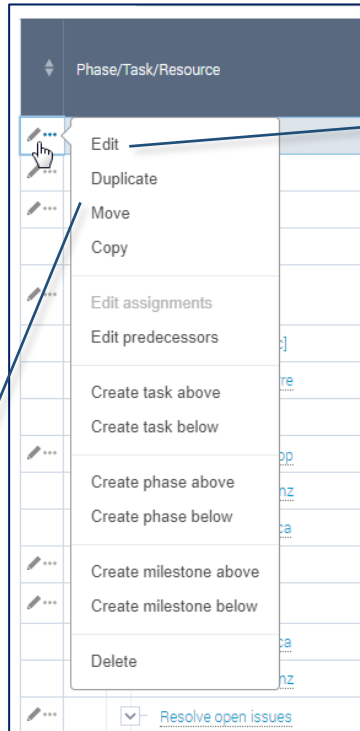 Phase/Task/Resource
Edit
Duplicate
Move
Copy
Edit assignments
Edit predecessors
Create task above
Create task below
Create phase above
Create phase below
Create milestone above
Create milestone below
Delete
Resolve open issues